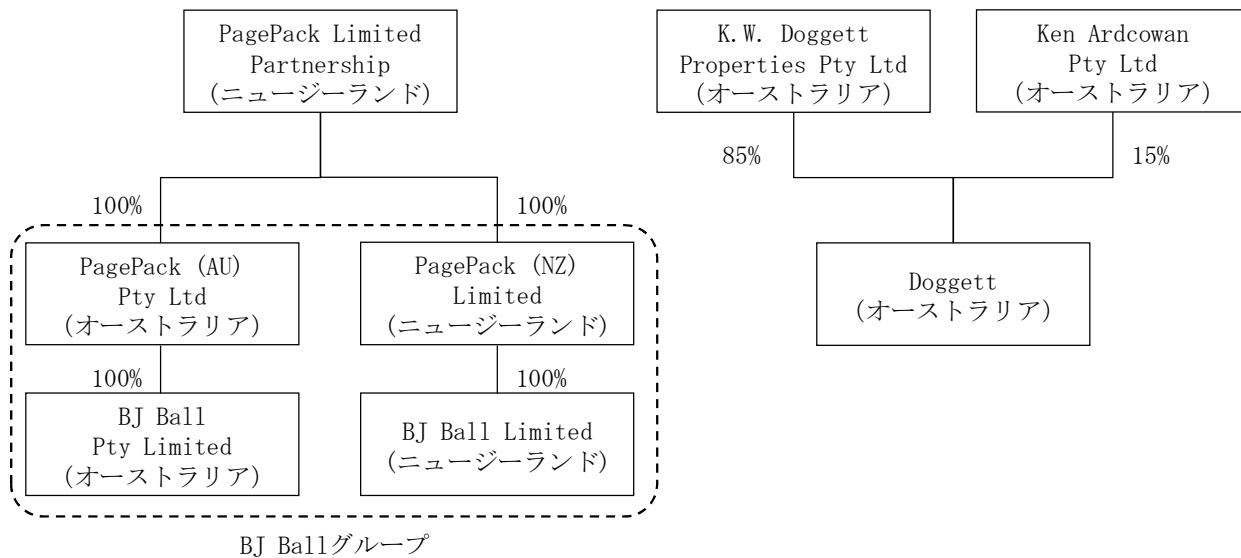 PagePack Limited
Partnership
(ニュージーランド)
K.W. Doggett
Properties Pty Ltd
(オーストラリア)
Ken Ardcowan
Pty Ltd
(オーストラリア)
85%
15%
100%
100%
PagePack (AU)
Pty Ltd
(オーストラリア)
PagePack (NZ)
Limited
(ニュージーランド)
Doggett
(オーストラリア)
100%
100%
BJ Ball
Pty Limited
(オーストラリア)
BJ Ball Limited
(ニュージーランド)
BJ Ballグループ